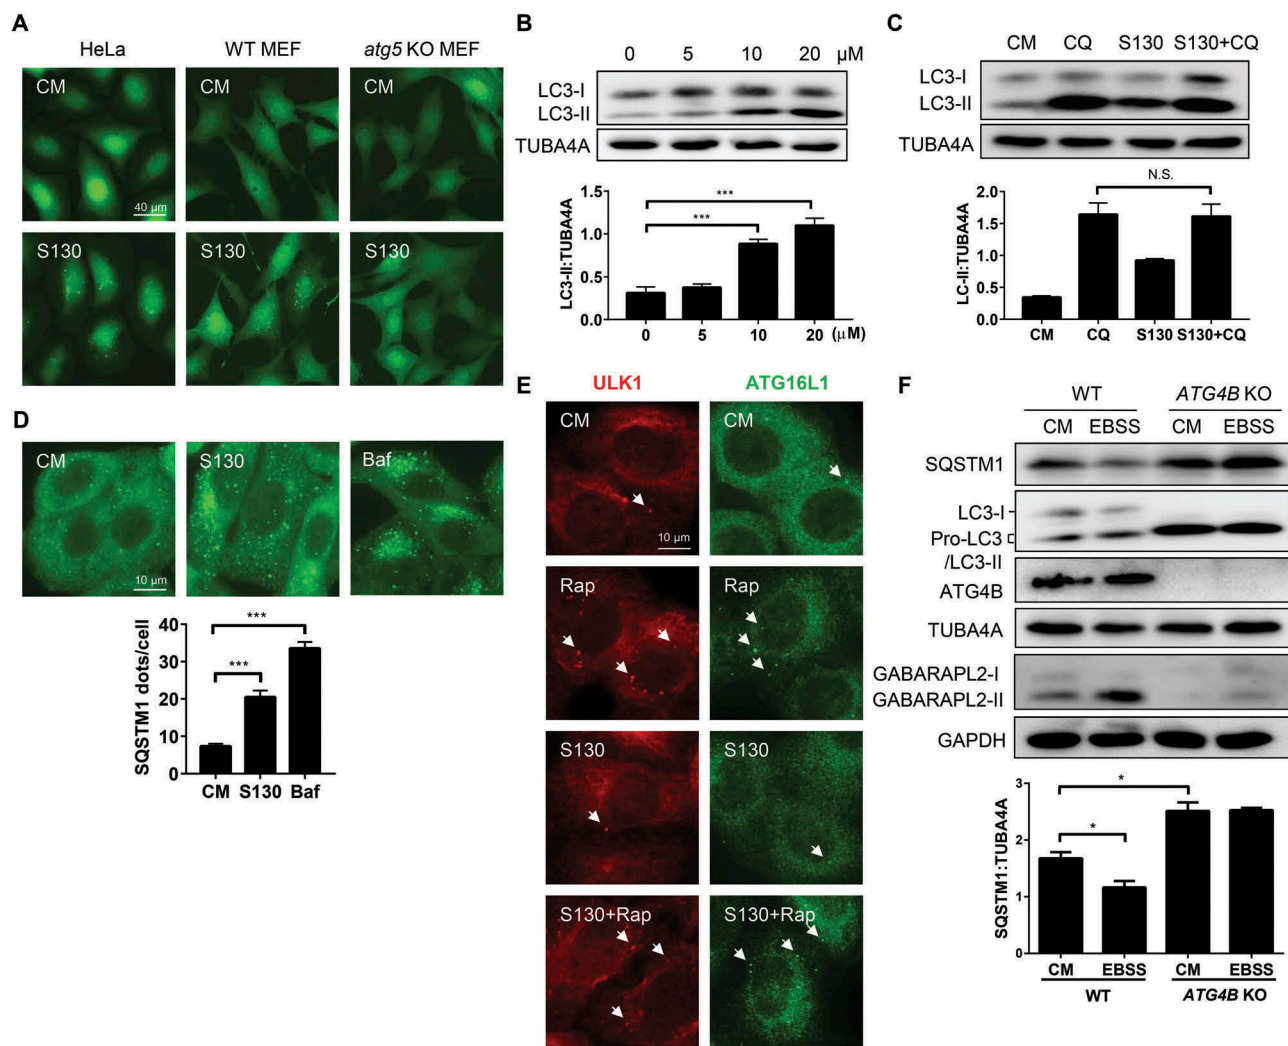 A
HeLa
WT MEF
atg5 KO MEF
CM
CM
CM
40 µm
S130
S130
S130
B
0 5 10 20 µM
LC3-I
LC3-II
TUBA4A
LC3-II:TUBA4A
1.5
1.0
0.5
0.0
***
***
0 5 10 20 (µM)
C
CM CQ S130 S130+CQ
LC3-I
LC3-II
TUBA4A
LC-II:TUBA4A
2.0
1.5
1.0
0.5
0.0
N.S.
CM CQ S130 S130+CQ
D
CM
S130
Baf
10 µm
SQSTM1 dots/cell
40
30
20
10
0
***
***
CM S130 Baf
E
ULK1 ATG16L1
CM
CM
10 µm
Rap
Rap
S130
S130
S130+Rap
S130+Rap
F
WT ATG4B KO
CM EBSS CM EBSS
SQSTM1
LC3-I
Pro-LC3
/LC3-II
ATG4B
TUBA4A
GABARAPL2-I
GABARAPL2-II
GAPDH
SQSTM1:TUBA4A
3
2
1
0
*
*
CM EBSS CM EBSS
WT ATG4B KO